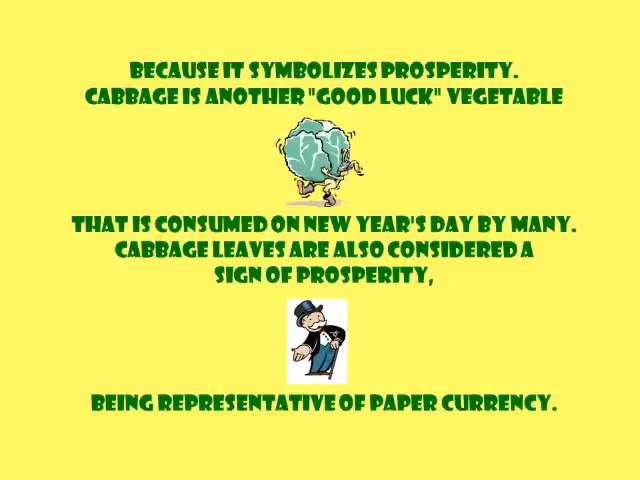 BECAUSE IT SYMBOLIZES PROSPERITY.
CABBAGE IS ANOTHER "GOOD LUCK" VEGETABLE
THAT IS CONSUMED ON NEW YEAR'S DAY BY MANY.
CABBAGE LEAVES ARE ALSO CONSIDERED A
SIGN OF PROSPERITY,
BEING REPRESENTATIVE OF PAPER CURRENCY.